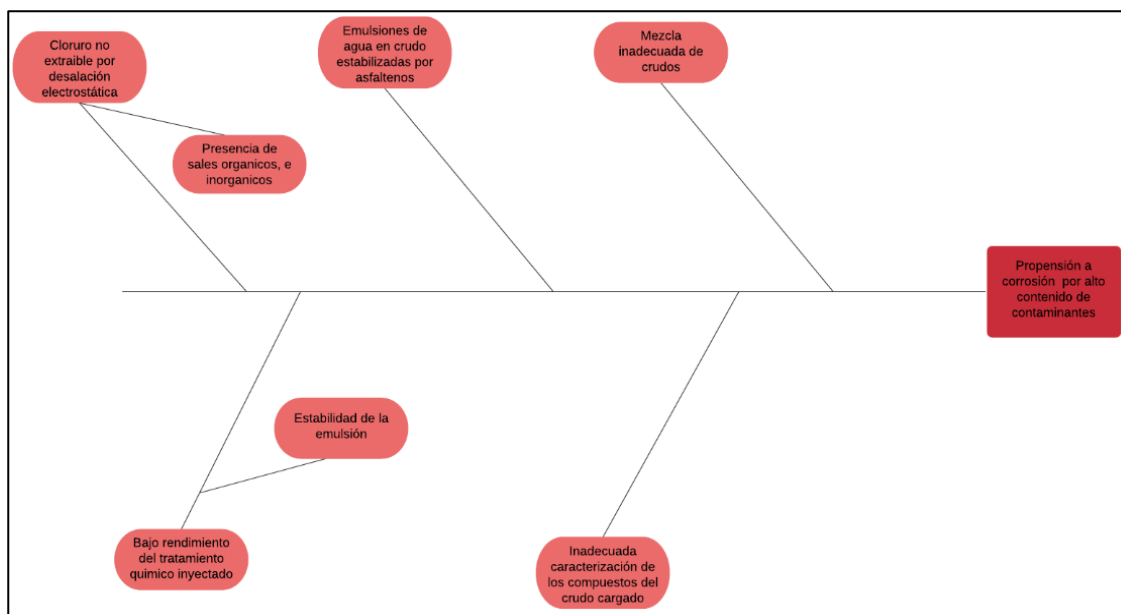 Cloruro no
extraible por
desalación
electrostática
Presencia de
sales organicos, e
inorganicos
Emulsiones de
agua en crudo
estabilizadas por
asfaltenos
Mezcla
inadecuada de
crudos
Propensión a
corrosión por alto
contenido de
contaminantes
Estabilidad de la
emulsión
Bajo rendimiento
del tratamiento
quimico inyectado
Inadecuada
caracterización de
los compuestos del
crudo cargado